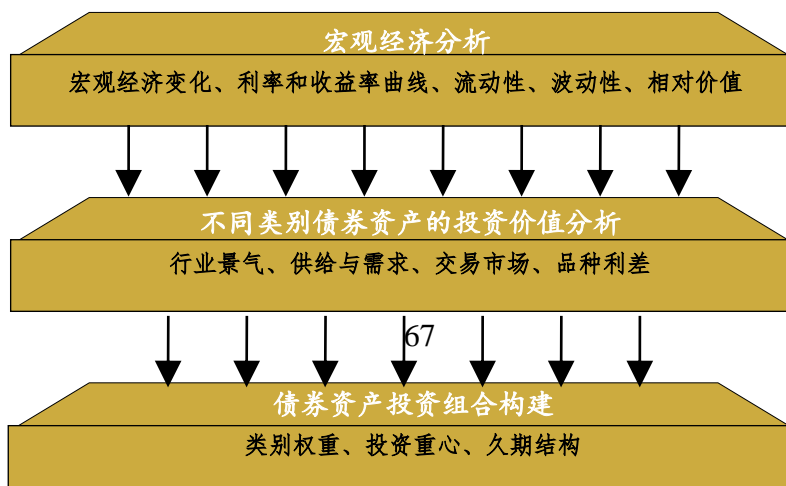 宏观经济分析
宏观经济变化、利率和收益率曲线、流动性、波动性、相对价值
不同类别债券资产的投资价值分析
行业景气、供给与需求、交易市场、品种利差
67
债券资产投资组合构建
类别权重、投资重心、久期结构